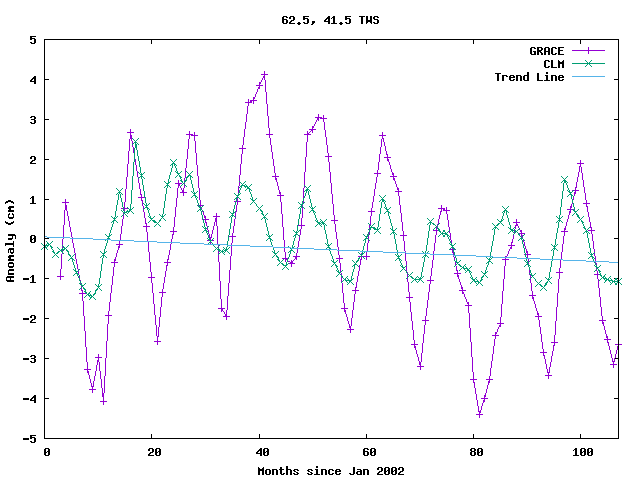 62.5, 41.5 TWS
GRACE
CLM
Trend Line
Anomaly (cm)
5
4
3
2
1
0
-1
-2
-3
-4
-5
0 20 40 60 80 100
Months since Jan 2002